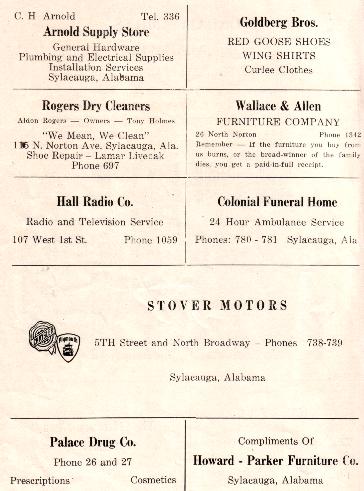 C. H Arnold Tel. 336
Arnold Supply Store
General Hardware
Plumbing and Electrical Supplies
Installation Services
Sylacauga, Alabama
Goldberg Bros.
RED GOOSE SHOES
WING SHIRTS
Curlee Clothes
Rogers Dry Cleaners
Aldon Rogers — Owners — Tony Holmes
"We Mean, We Clean"
N. Norton Ave. Sylacauga, Ala.
Shoe Repair – Lamar Livecak
Phone 697
Wallace & Allen
FURNITURE COMPANY
26 North Norton Phone 1342
Remember — If the furniture you buy from
us burns, or the bread-winner of the family
dies, you get a paid-in-full receipt.
Hall Radio Co.
Radio and Television Service
107 West 1st St. Phone 1059
Colonial Funeral Home
24 Hour Ambulance Service
Phones: 780 - 781 Sylacauga, Ala
STOVER MOTORS
Plymouth
5TH Street and North Broadway – Phones 738-739
Sylacauga, Alabama
Palace Drug Co.
Phone 26 and 27
Prescriptions Cosmetics
Compliments Of
Howard - Parker Furniture Co.
Sylacauga, Alabama